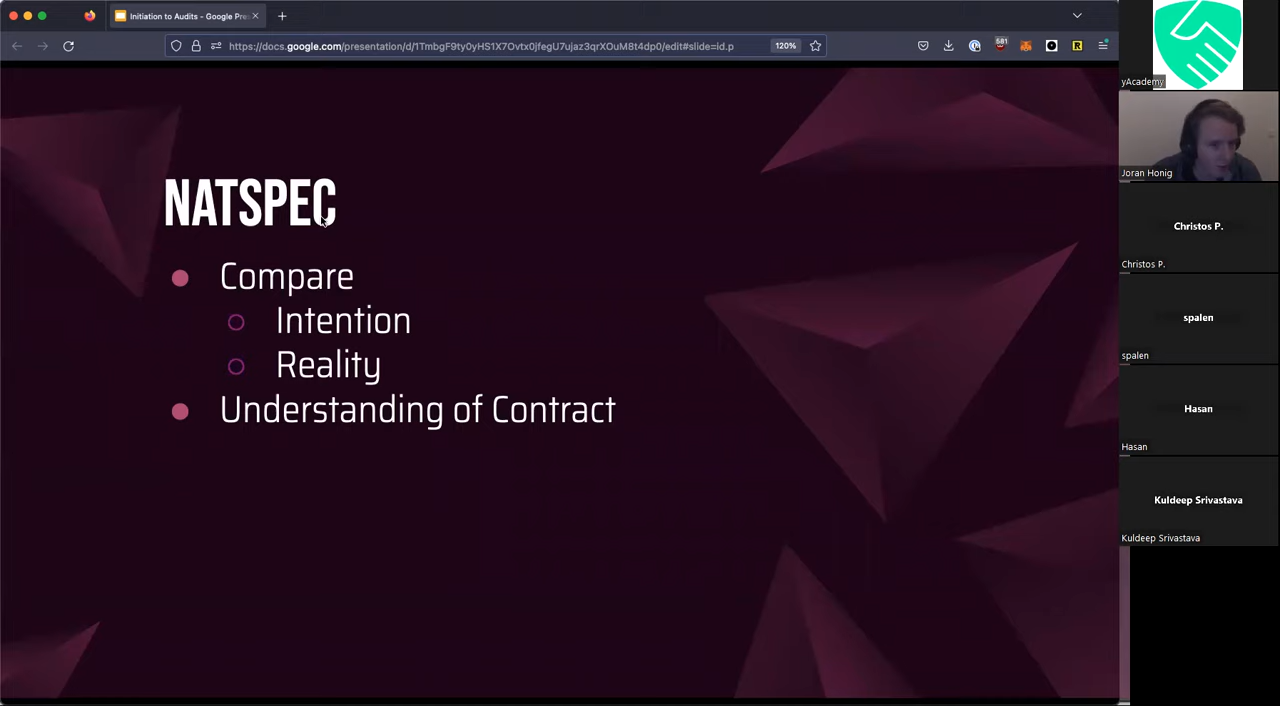 Initiation to Audits - Google Pre
https://docs.google.com/presentation/d/1TmbgF9ty0yHS1X7Ovtx0jfegU7ujaz3qrXOuM8t4dp0/edit#slide=id.p
120%
581
R
NATSPEC
Compare
Intention
Reality
Understanding of Contract
yAcademy
Joran Honig
Christos P.
Christos P.
spalen
spalen
Hasan
Hasan
Kuldeep Srivastava
Kuldeep Srivastava